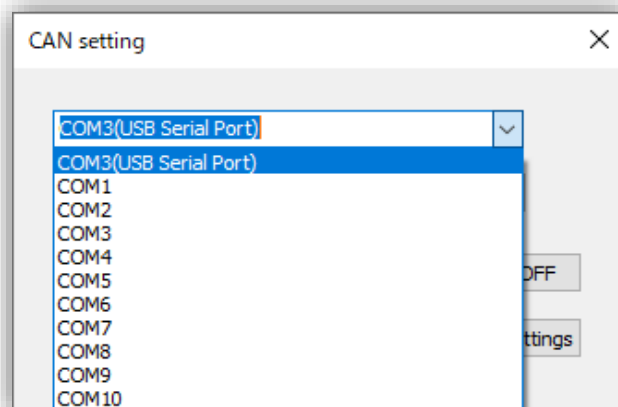 CAN setting
COM3(USB Serial Port)
COM3(USB Serial Port)
COM1
COM2
COM3
COM4
COM5
OFF
COM6
COM7
ttings
COM8
COM9
COM10